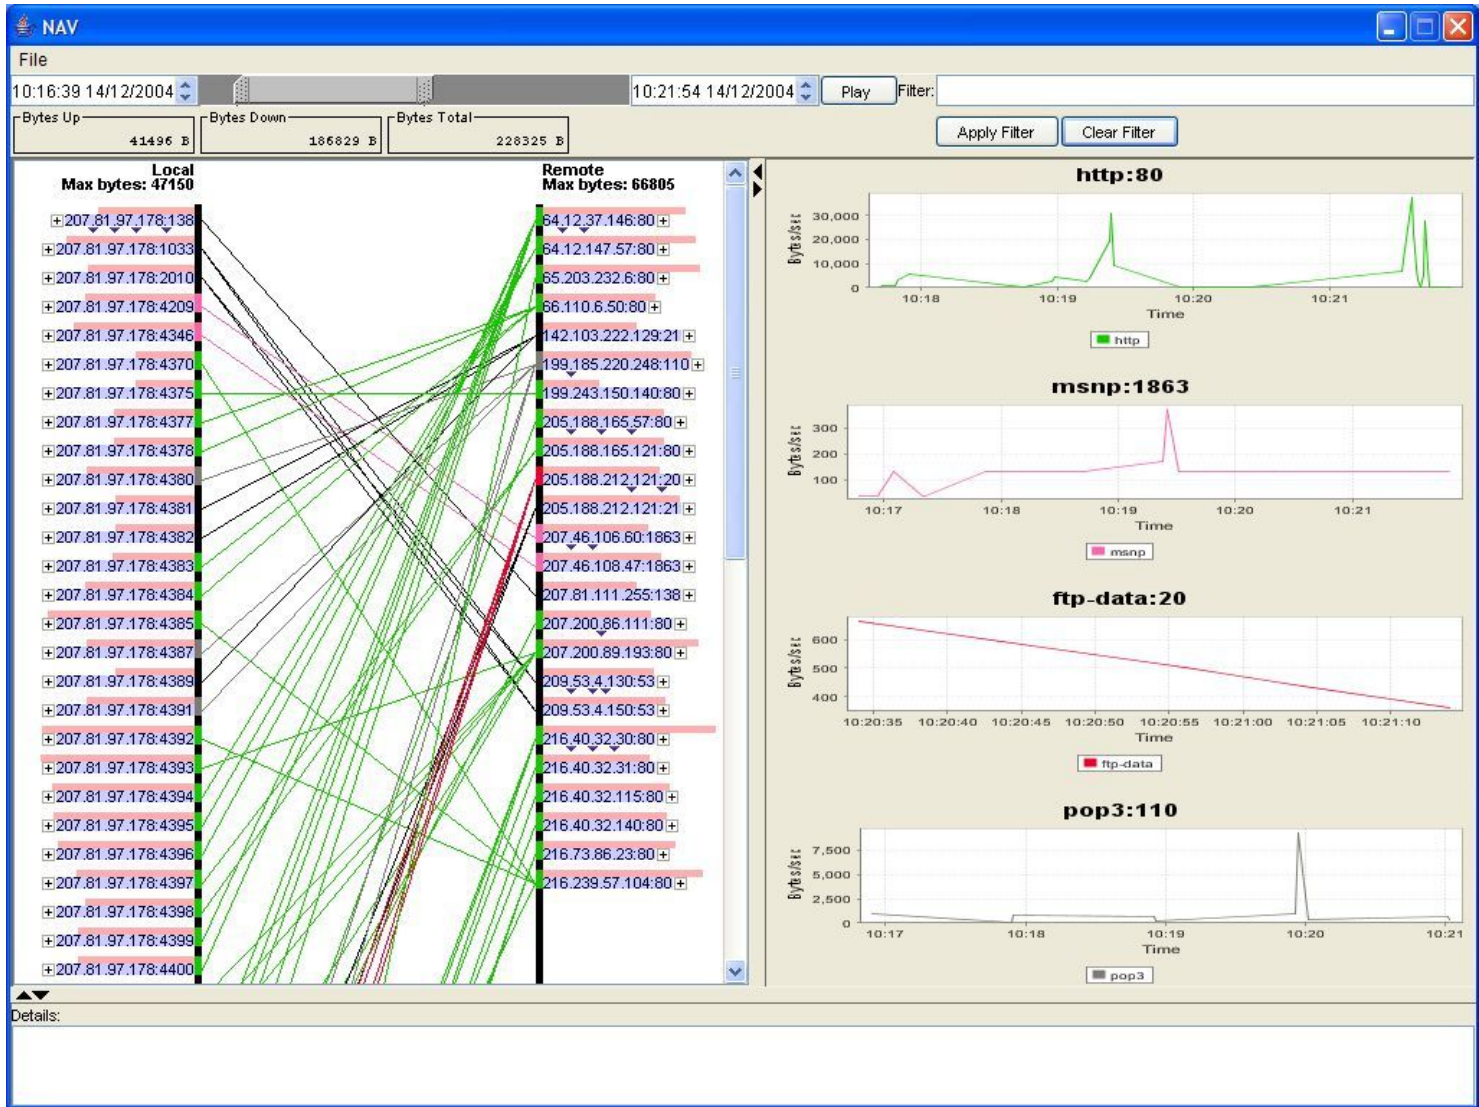 NAV
File
10:16:39 14/12/2004
10:21:54 14/12/2004
Play
Filter:
Bytes Up
41496 B
Bytes Down
186829 B
Bytes Total
228325 B
Apply Filter
Clear Filter
Local
Max bytes: 47150
207.81.97.178:138
207.81.97.178:1033
207.81.97.178:2010
207.81.97.178:4209
207.81.97.178:4346
207.81.97.178:4370
207.81.97.178:4375
207.81.97.178:4377
207.81.97.178:4378
207.81.97.178:4380
207.81.97.178:4381
207.81.97.178:4382
207.81.97.178:4383
207.81.97.178:4384
207.81.97.178:4385
207.81.97.178:4387
207.81.97.178:4389
207.81.97.178:4391
207.81.97.178:4392
207.81.97.178:4393
207.81.97.178:4394
207.81.97.178:4395
207.81.97.178:4396
207.81.97.178:4397
207.81.97.178:4398
207.81.97.178:4399
207.81.97.178:4400
Remote
Max bytes: 66805
64.12.37.146:80
64.12.147.57:80
65.203.232.6:80
66.110.6.50:80
142.103.222.129:21
199.185.220.248:110
199.243.150.140:80
205.188.165.57:80
205.188.165.121:80
205.188.212.121:20
205.188.212.121:21
207.46.106.60:1863
207.46.108.47:1863
207.81.111.255:138
207.200.86.111:80
207.200.89.193:80
209.53.4.130:53
209.53.4.150:53
216.40.32.30:80
216.40.32.31:80
216.40.32.115:80
216.40.32.140:80
216.73.86.23:80
216.239.57.104:80
http:80
Bytes/sec
30,000
20,000
10,000
0
10:18 10:19 10:20 10:21
Time
http
msnp:1863
Bytes/sec
300
200
100
10:17 10:18 10:19 10:20 10:21
Time
msnp
ftp-data:20
Bytes/sec
600
500
400
10:20:35 10:20:40 10:20:45 10:20:50 10:20:55 10:21:00 10:21:05 10:21:10
Time
ftp-data
pop3:110
Bytes/sec
7,500
5,000
2,500
0
10:17 10:18 10:19 10:20 10:21
Time
pop3
Details: